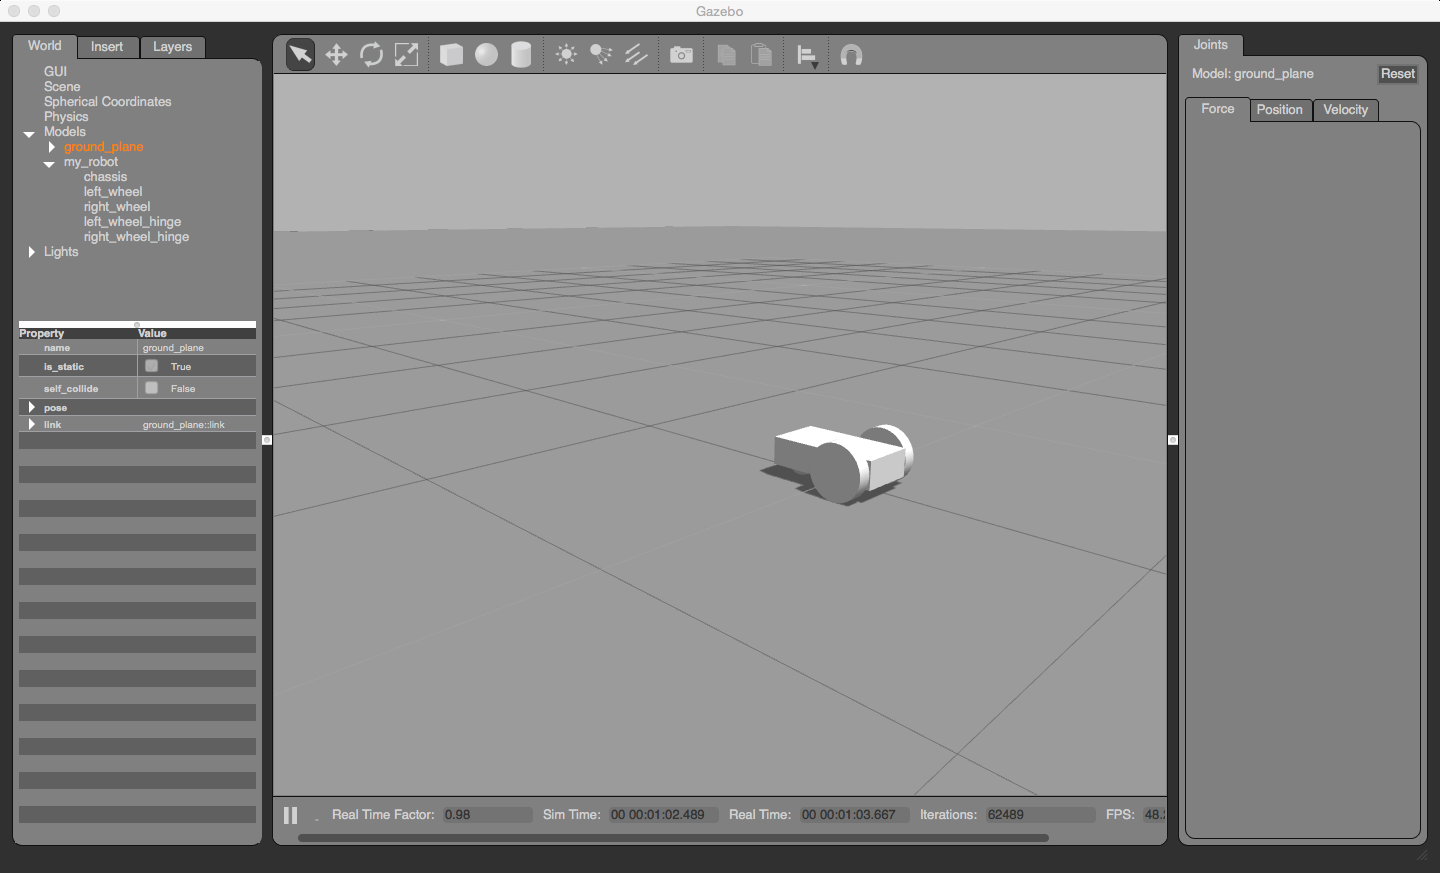 Gazebo
World Insert Layers
GUI
Scene
Spherical Coordinates
Physics
Models
ground_plane
my_robot
chassis
left_wheel
right_wheel
left_wheel_hinge
right_wheel_hinge
Lights
Property Value
name ground_plane
is_static True
self_collide False
pose
link ground_plane::link
Real Time Factor: 0.98 Sim Time: 00 00:01:02.489 Real Time: 00 00:01:03.667 Iterations: 62489 FPS: 48.
Joints
Model: ground_plane Reset
Force Position Velocity